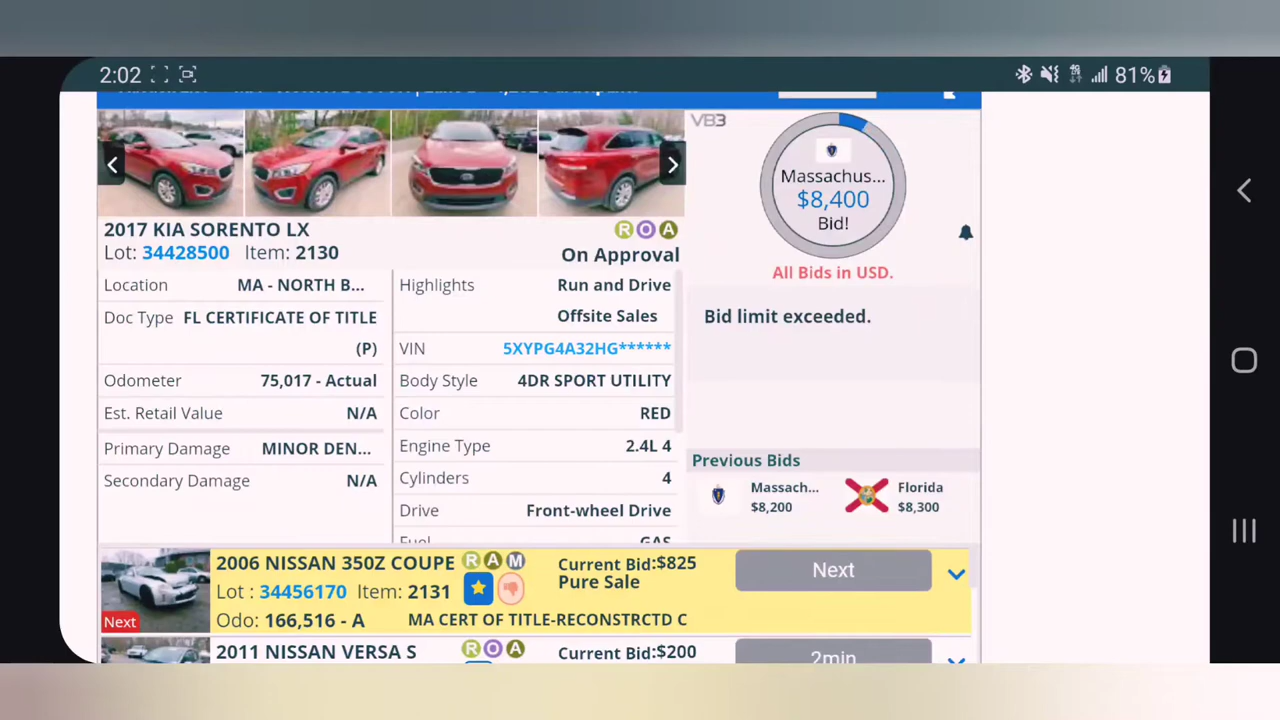 2:02
4G
81%
VB3
Massachus...
$8,400
Bid!
All Bids in USD.
2017 KIA SORENTO LX
R O A
Lot: 34428500 Item: 2130
On Approval
Location MA - NORTH B...
Doc Type FL CERTIFICATE OF TITLE
(P)
Odometer 75,017 - Actual
Est. Retail Value N/A
Primary Damage MINOR DEN...
Secondary Damage N/A
Highlights Run and Drive
Offsite Sales
VIN 5XYPG4A32HG******
Body Style 4DR SPORT UTILITY
Color RED
Engine Type 2.4L 4
Cylinders 4
Drive Front-wheel Drive
Fuel GAS
Bid limit exceeded.
Previous Bids
Massach...
$8,200
Florida
$8,300
2006 NISSAN 350Z COUPE R A M
Current Bid:$825
Pure Sale
Next
Lot : 34456170 Item: 2131
Next
Odo: 166,516 - A MA CERT OF TITLE-RECONSTRCTD C
2011 NISSAN VERSA S R O A
Current Bid:$200
2min